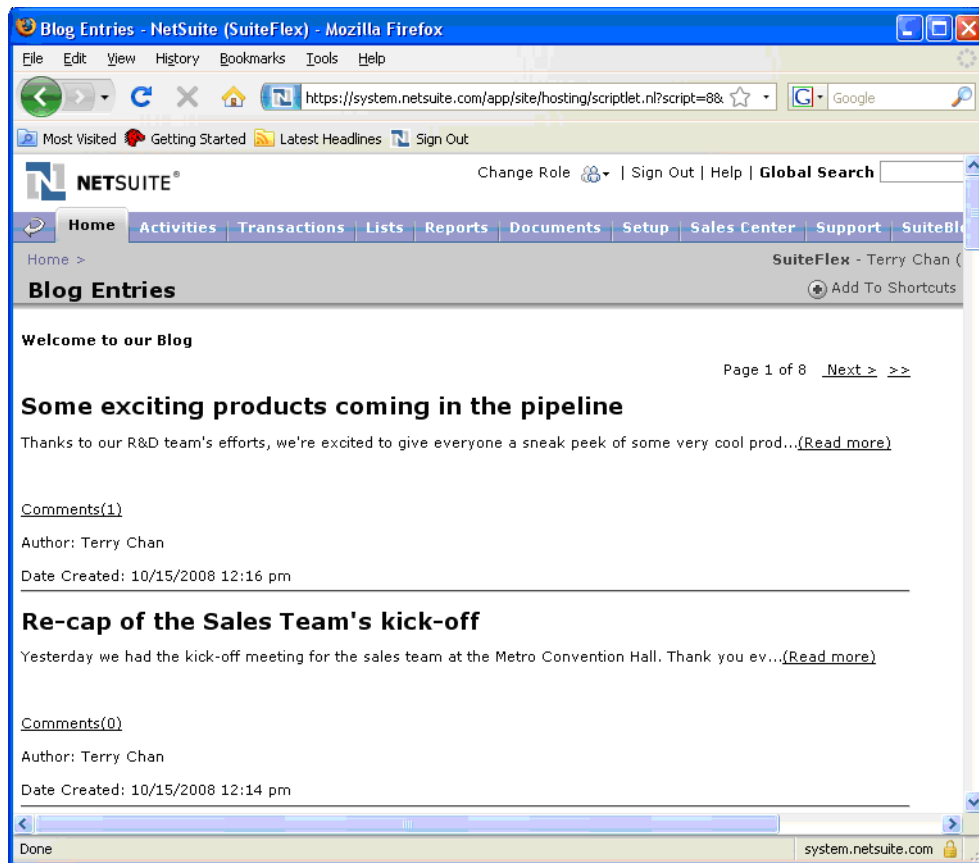 Blog Entries - NetSuite (SuiteFlex) - Mozilla Firefox
File Edit View History Bookmarks Tools Help
https://system.netsuite.com/app/site/hosting/scriptlet.nl?script=8& G Google
Most Visited Getting Started Latest Headlines N Sign Out
N NETSUITE® Change Role | Sign Out | Help | Global Search
Home Activities Transactions Lists Reports Documents Setup Sales Center Support SuiteBl
Home > SuiteFlex - Terry Chan (
Blog Entries Add To Shortcuts
Welcome to our Blog
Page 1 of 8 Next > >>
Some exciting products coming in the pipeline
Thanks to our R&D team's efforts, we're excited to give everyone a sneak peek of some very cool prod...(Read more)
Comments(1)
Author: Terry Chan
Date Created: 10/15/2008 12:16 pm
Re-cap of the Sales Team's kick-off
Yesterday we had the kick-off meeting for the sales team at the Metro Convention Hall. Thank you ev...(Read more)
Comments(0)
Author: Terry Chan
Date Created: 10/15/2008 12:14 pm
Done system.netsuite.com